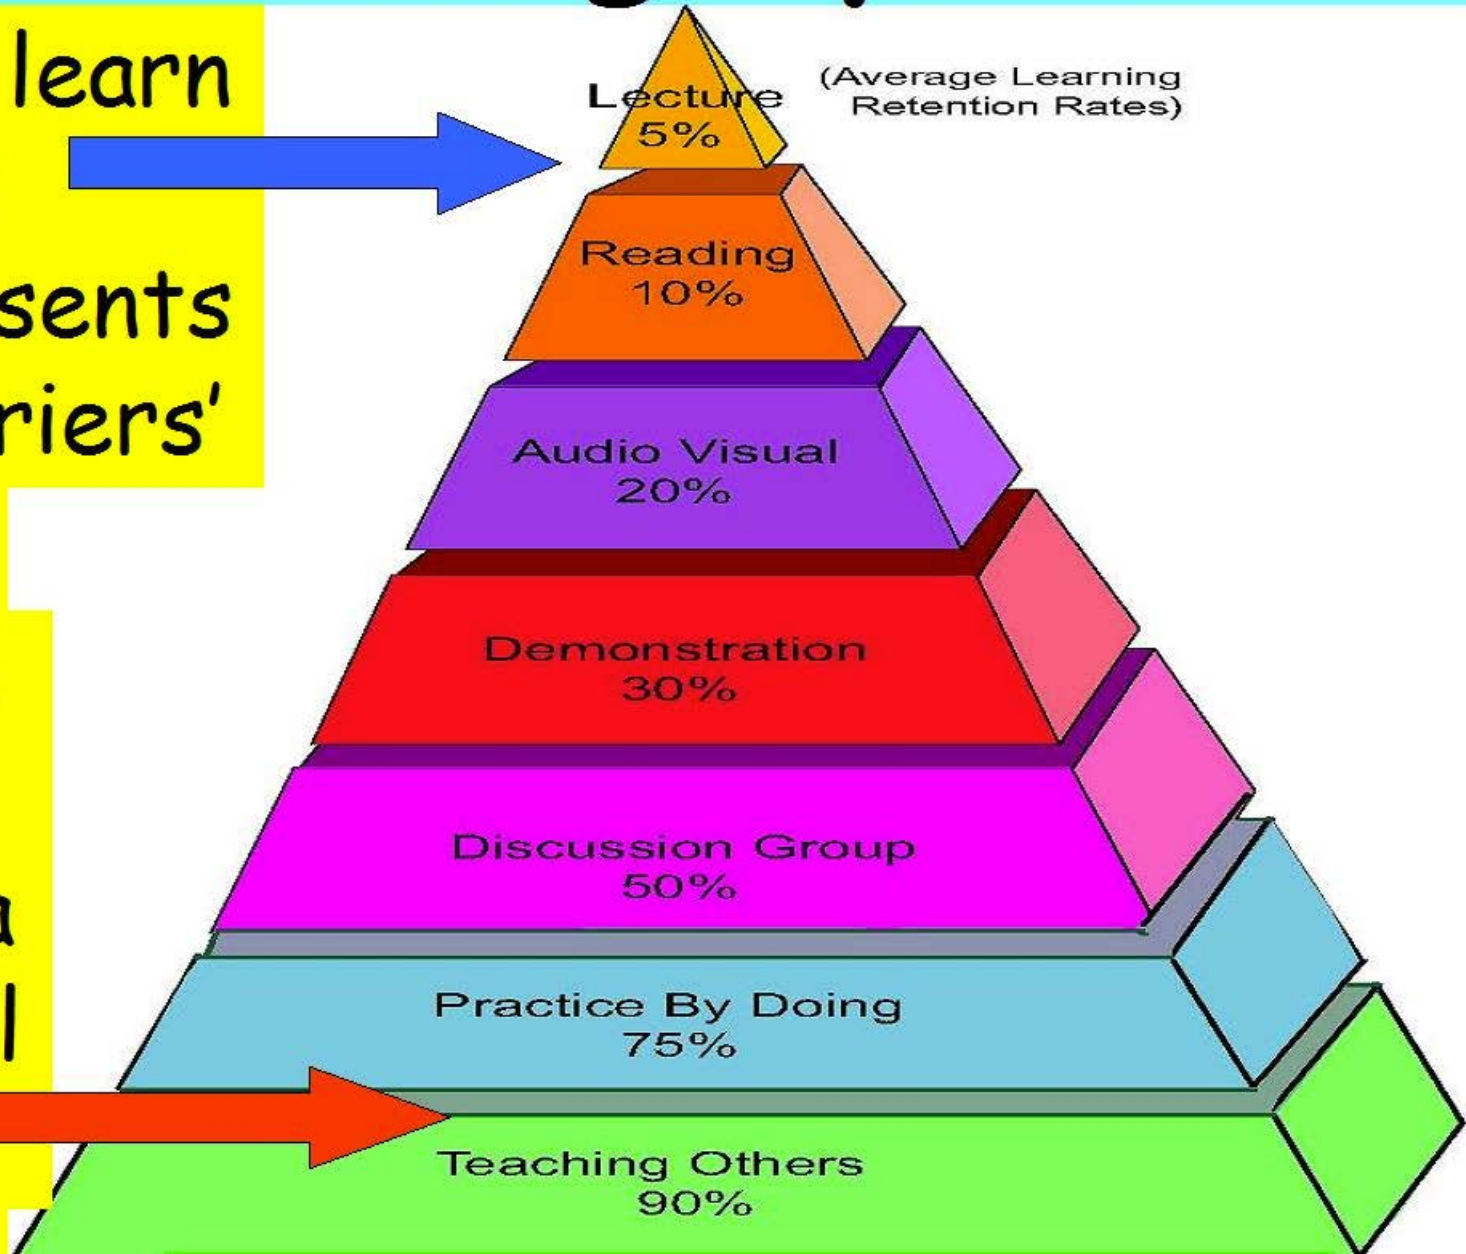 learn
sents
riers’
a
l
(Average Learning
Retention Rates)
Lecture
5%
Reading
10%
Audio Visual
20%
Demonstration
30%
Discussion Group
50%
Practice By Doing
75%
Teaching Others
90%